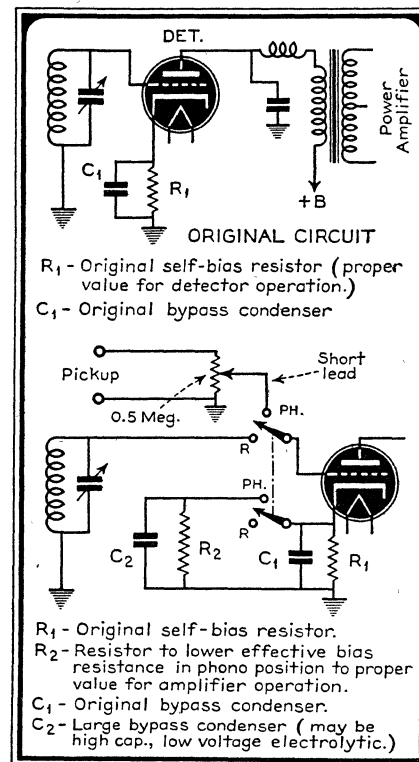 DET.
Power
Amplifier
C1
R1
+B
ORIGINAL CIRCUIT
R1- Original self-bias resistor (proper
value for detector operation.)
C1- Original bypass condenser
Pickup
Short
lead
0.5 Meg.
PH.
R
PH.
R
C2
R2
C1
R1
R1- Original self-bias resistor.
R2- Resistor to lower effective bias
resistance in phono position to proper
value for amplifier operation.
C1- Original bypass condenser.
C2- Large bypass condenser (may be
high cap., low voltage electrolytic.)